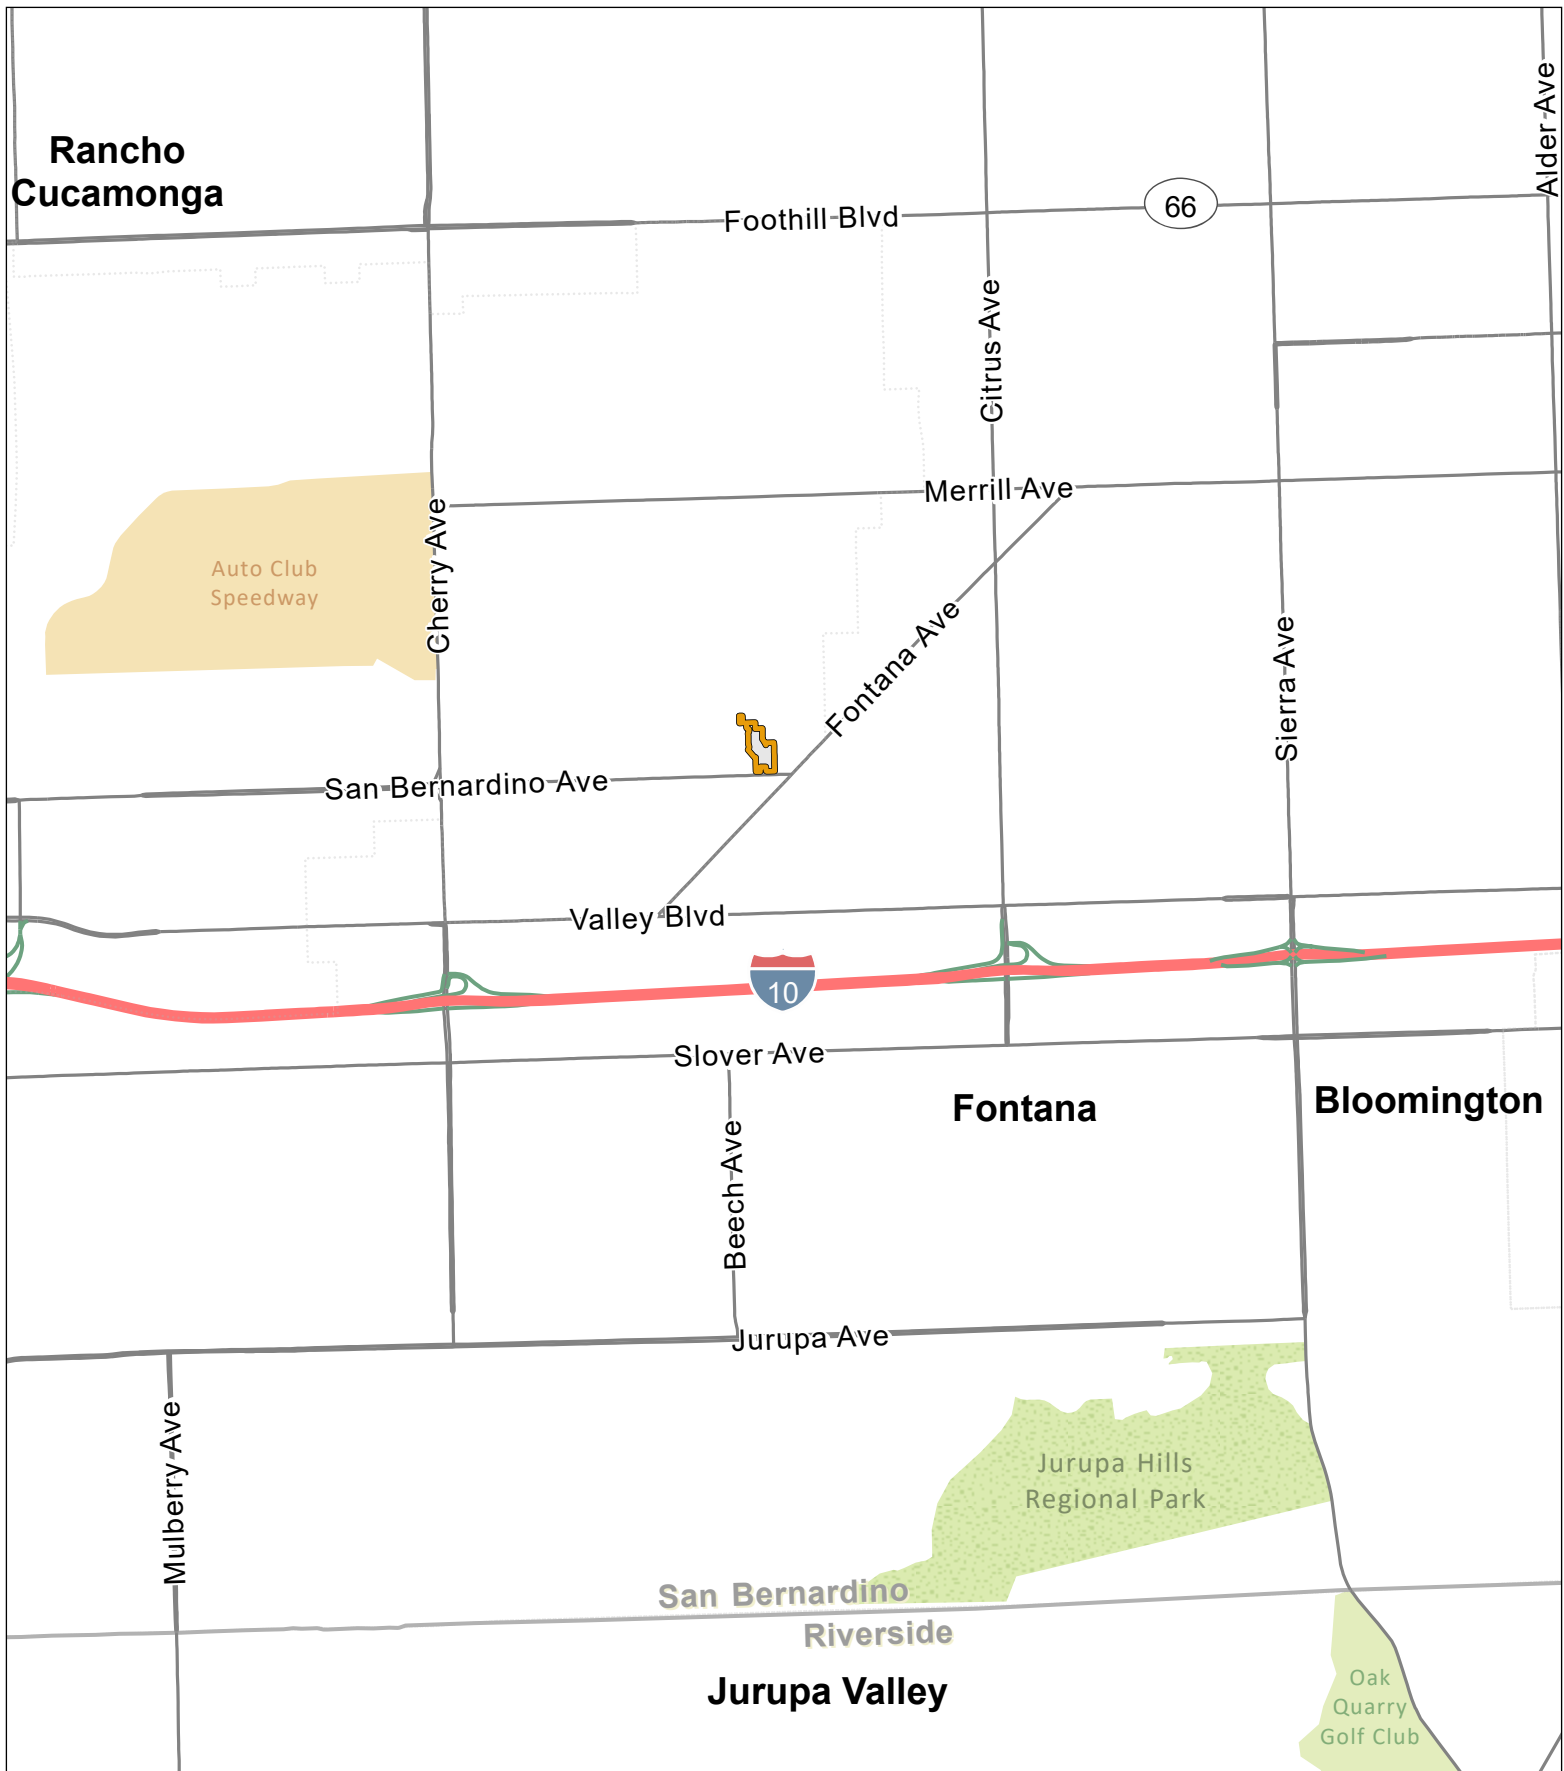 Alder Ave
Rancho
Cucamonga
66
Foothill Blvd
Citrus Ave
Merrill Ave
Cherry Ave
Auto Club
Speedway
Fontana Ave
Sierra Ave
San Bernardino Ave
Valley Blvd
10
Slover Ave
Fontana
Bloomington
Beech Ave
Jurupa Ave
Mulberry Ave
Jurupa Hills
Regional Park
San Bernardino
Riverside
Jurupa Valley
Oak
Quarry
Golf Club